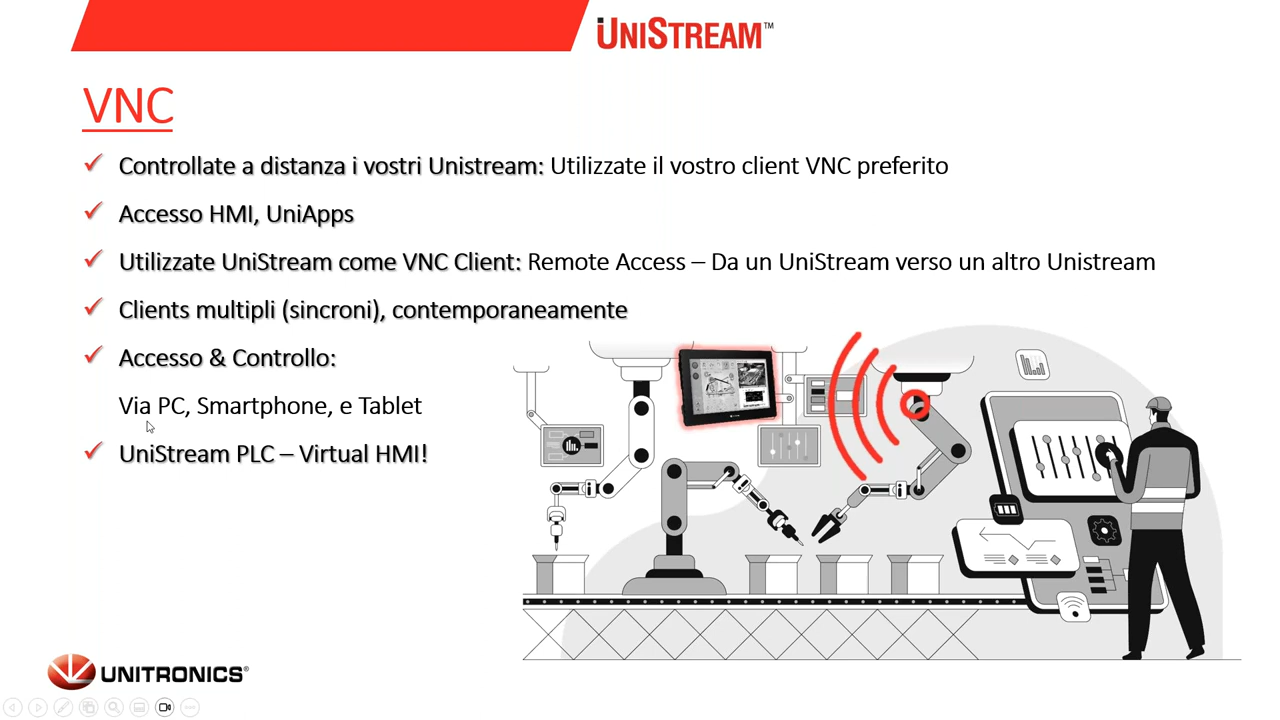 UNISTREAM™
VNC
Controllate a distanza i vostri Unistream: Utilizzate il vostro client VNC preferito
Accesso HMI, UniApps
Utilizzate UniStream come VNC Client: Remote Access – Da un UniStream verso un altro Unistream
Clients multipli (sincroni), contemporaneamente
Accesso & Controllo:
Via PC, Smartphone, e Tablet
UniStream PLC – Virtual HMI!
UNITRONICS®